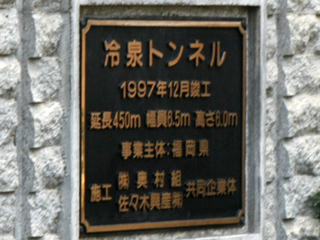 冷泉トンネル
1997年12月竣工
延長450m 幅員8.5m 高さ6.0m
事業主体:福岡県
施工 ㈱奥村組 共同企業体
佐々木興産㈱